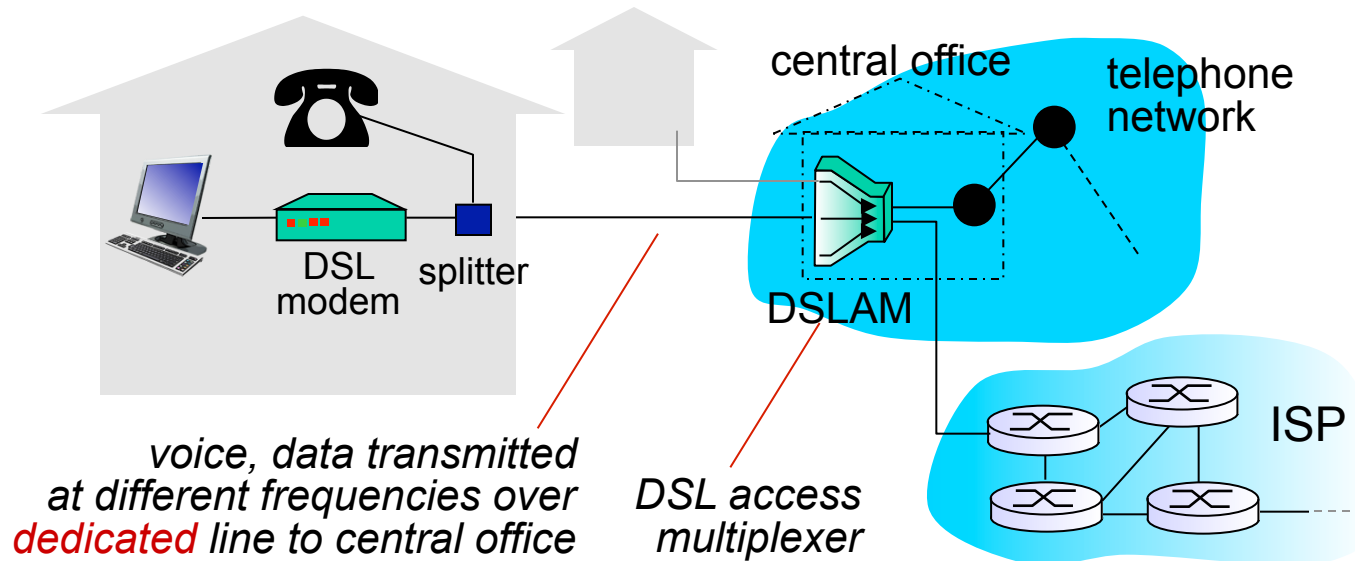 central office
telephone
network
DSL
modem
splitter
DSLAM
ISP
voice, data transmitted
at different frequencies over
dedicated line to central office
DSL access
multiplexer